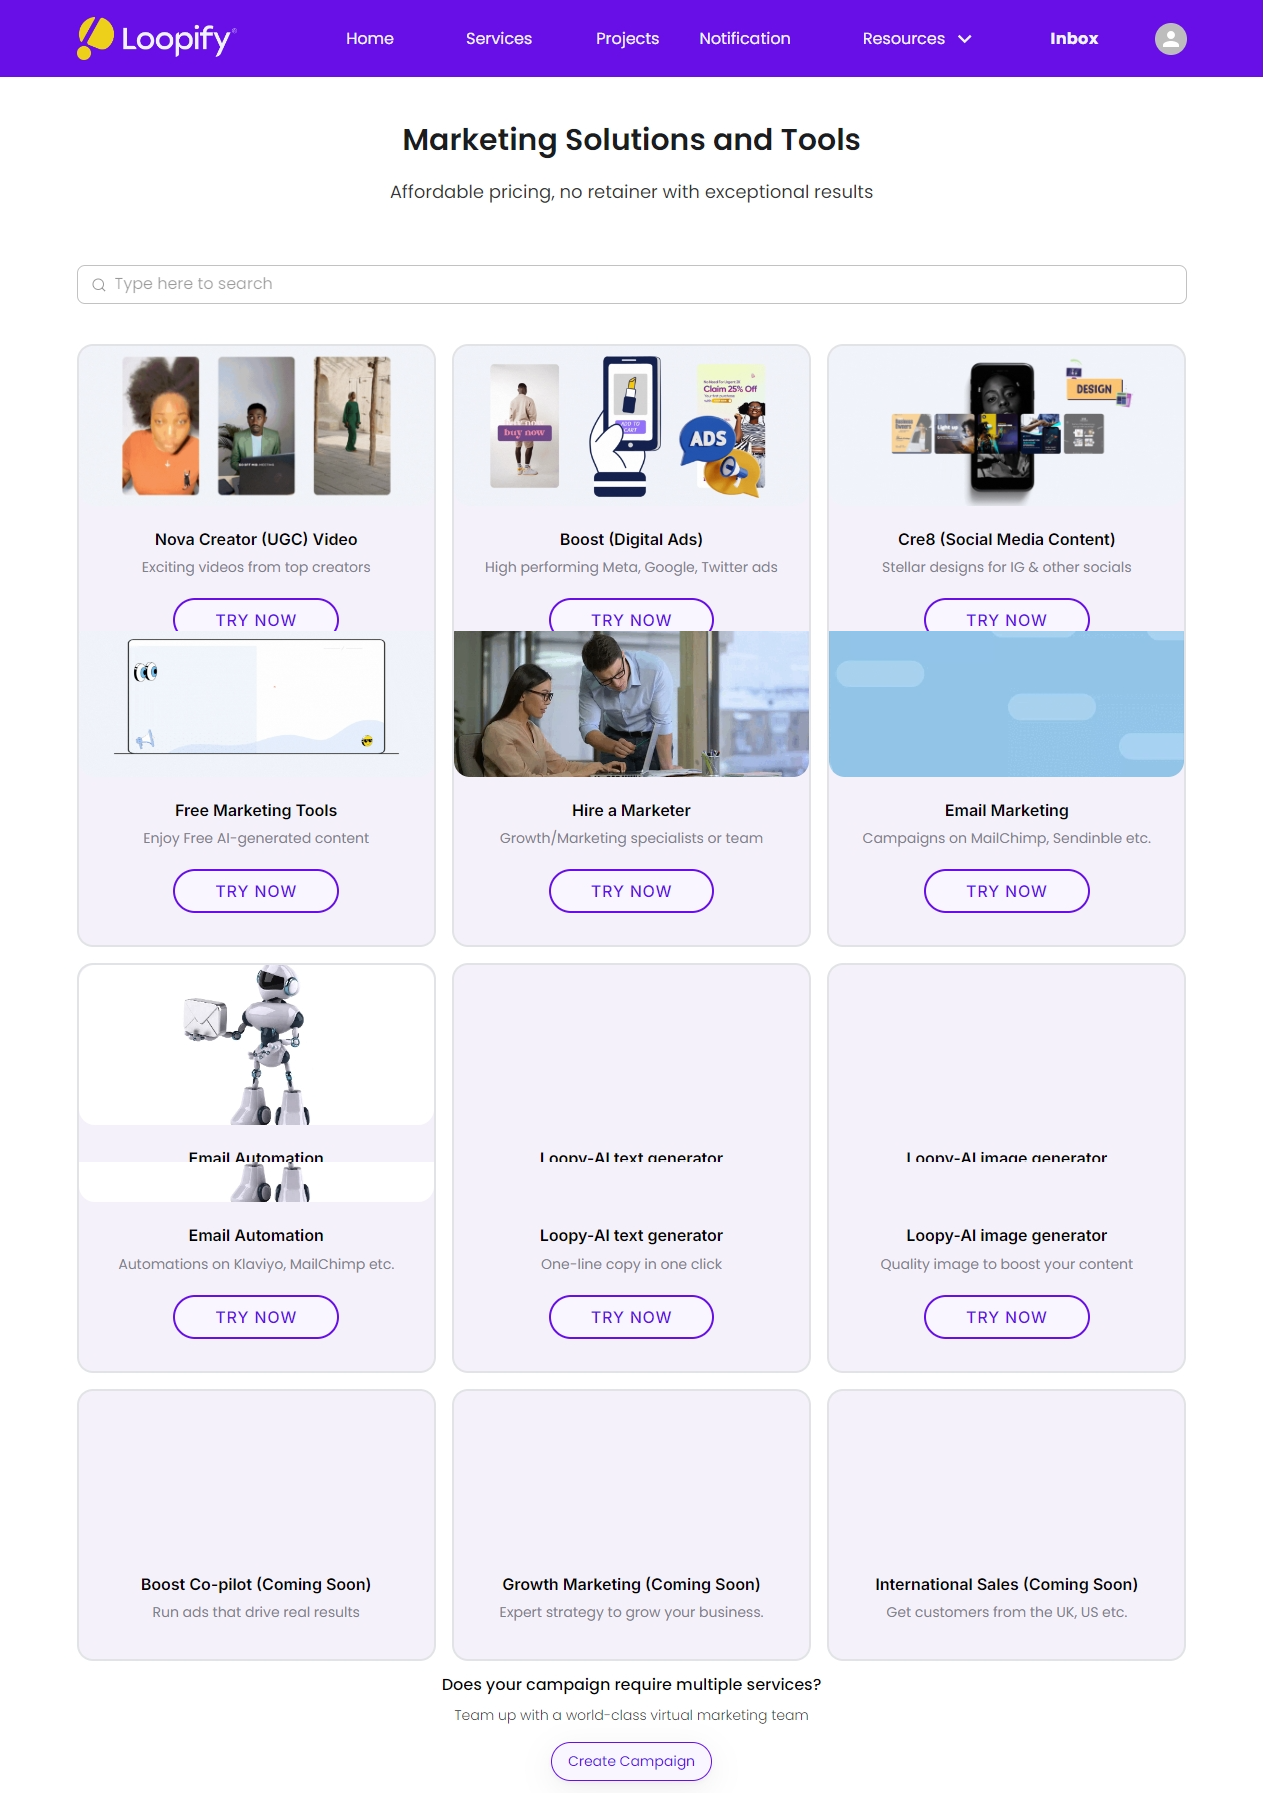 Loopify
Home
Services
Projects
Notification
Resources
Inbox
Marketing Solutions and Tools
Affordable pricing, no retainer with exceptional results
Type here to search
buy now
ADD TO CART
Claim 25% Off
ADS
DESIGN
Light up
Nova Creator (UGC) Video
Exciting videos from top creators
TRY NOW
Boost (Digital Ads)
High performing Meta, Google, Twitter ads
TRY NOW
Cre8 (Social Media Content)
Stellar designs for IG & other socials
TRY NOW
Free Marketing Tools
Enjoy Free AI-generated content
TRY NOW
Hire a Marketer
Growth/Marketing specialists or team
TRY NOW
Email Marketing
Campaigns on MailChimp, Sendinble etc.
TRY NOW
Email Automation
Loopy-AI text generator
Loopy-AI image generator
Email Automation
Automations on Klaviyo, MailChimp etc.
TRY NOW
Loopy-AI text generator
One-line copy in one click
TRY NOW
Loopy-AI image generator
Quality image to boost your content
TRY NOW
Boost Co-pilot (Coming Soon)
Run ads that drive real results
Growth Marketing (Coming Soon)
Expert strategy to grow your business.
International Sales (Coming Soon)
Get customers from the UK, US etc.
Does your campaign require multiple services?
Team up with a world-class virtual marketing team
Create Campaign